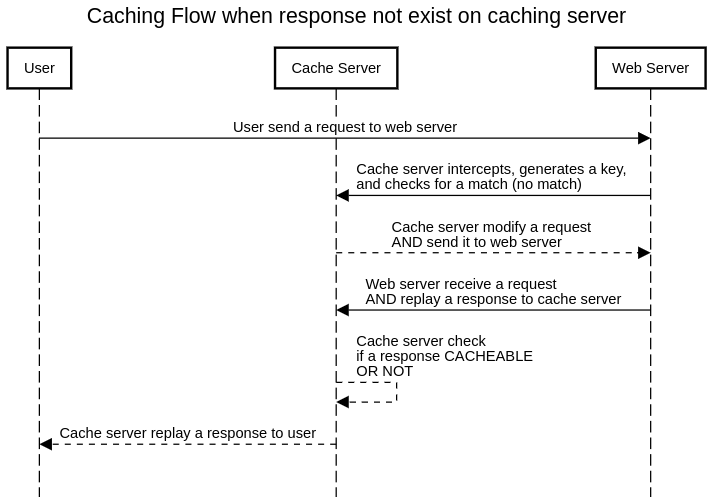 Caching Flow when response not exist on caching server
User
Cache Server
Web Server
User send a request to web server
Cache server intercepts, generates a key,
and checks for a match (no match)
Cache server modify a request
AND send it to web server
Web server receive a request
AND replay a response to cache server
Cache server check
if a response CACHEABLE
OR NOT
Cache server replay a response to user